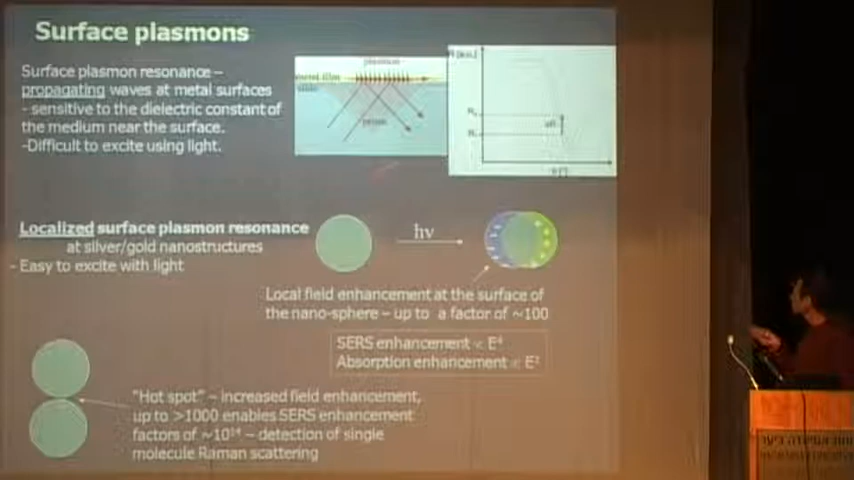 Surface plasmons
Surface plasmon resonance –
propagating waves at metal surfaces
- sensitive to the dielectric constant of
the medium near the surface.
-Difficult to excite using light.
plasmon
metal film
prism
Localized surface plasmon resonance
at silver/gold nanostructures
- Easy to excite with light
hν
Local field enhancement at the surface of
the nano-sphere – up to a factor of ~100
SERS enhancement ∝ E⁴
Absorption enhancement ∝ E²
"Hot spot" – increased field enhancement,
up to >1000 enables SERS enhancement
factors of ~10¹⁴ – detection of single
molecule Raman scattering